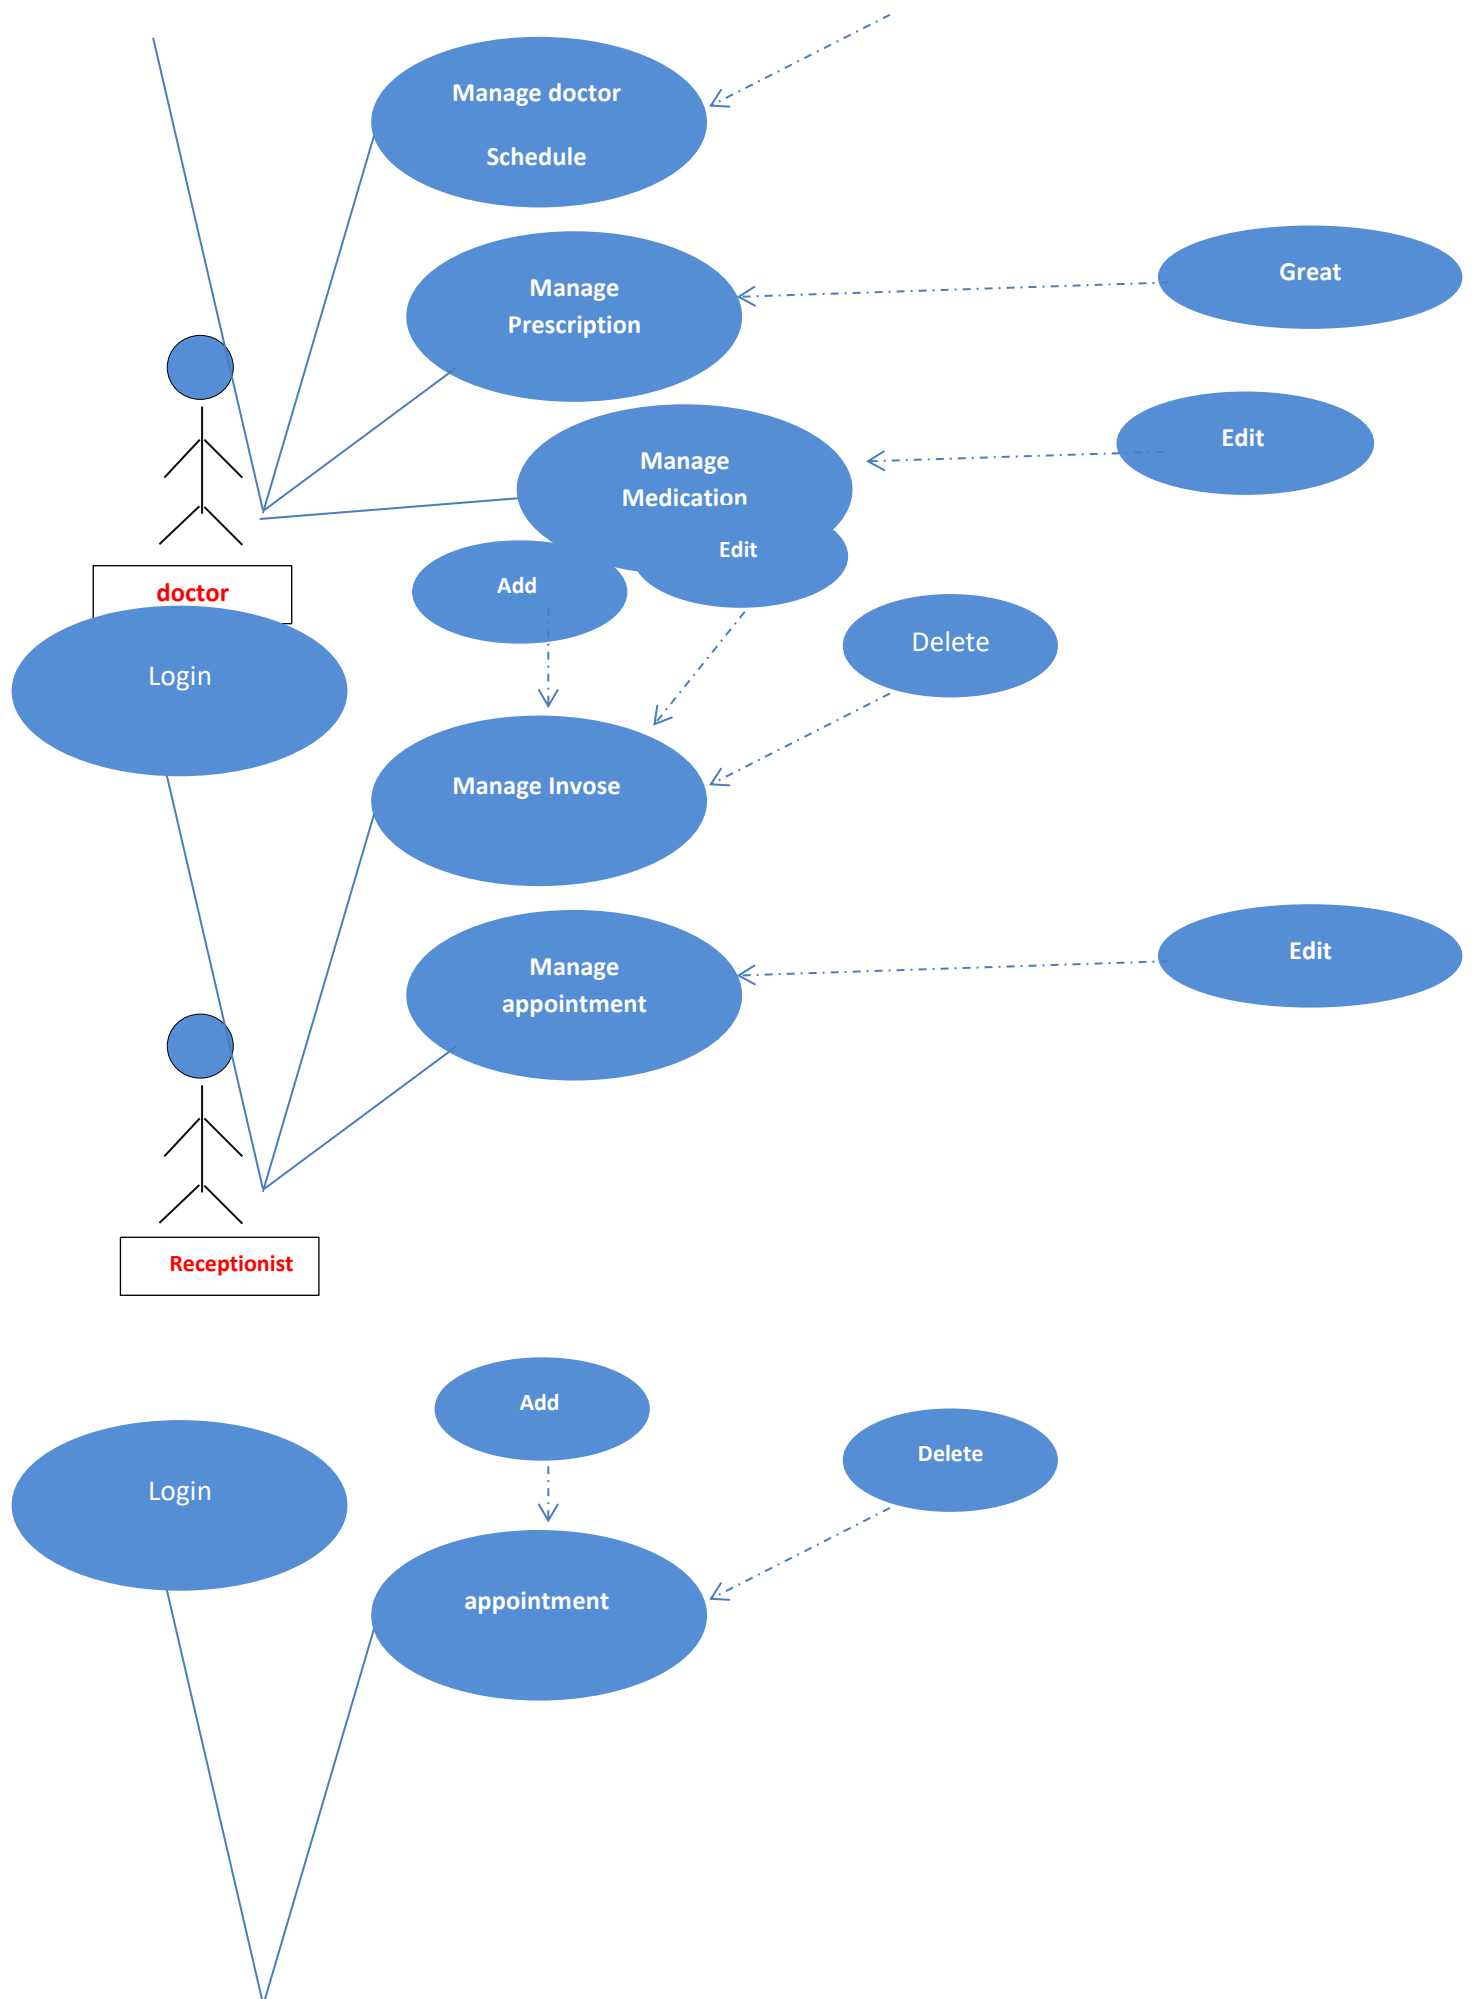 Manage doctor
Schedule
Great
Manage
Prescription
Edit
Manage
Medication
Edit
Add
doctor
Delete
Login
Manage Invose
Edit
Manage
appointment
Receptionist
Add
Delete
Login
appointment